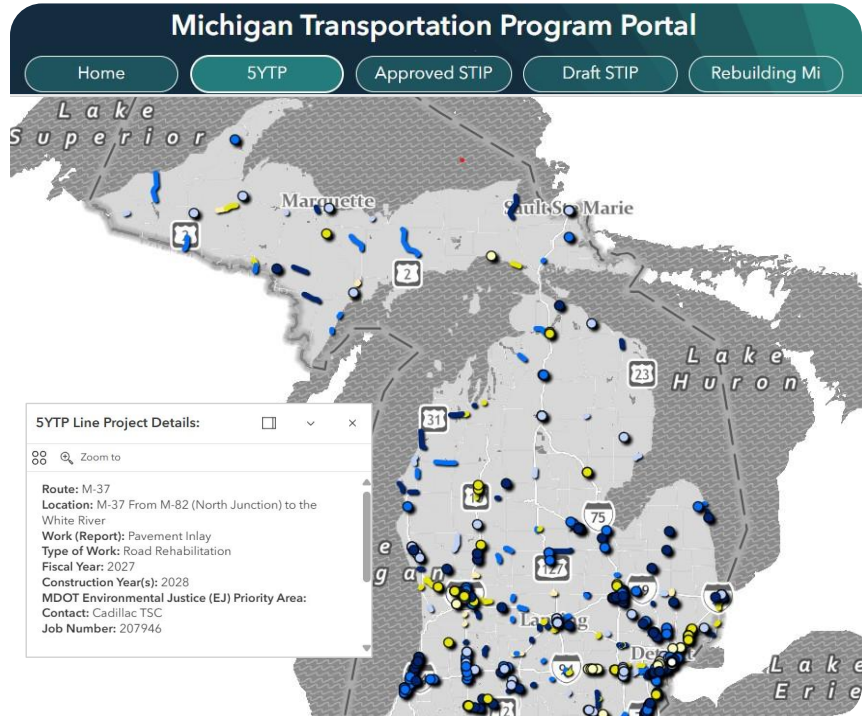 Michigan Transportation Program Portal
Home
5YTP
Approved STIP
Draft STIP
Rebuilding Mi
Lake
Superior
Marquette
Sault Ste Marie
2
2
Lake
Huron
23
31
5YTP Line Project Details:
Zoom to
Route: M-37
Location: M-37 From M-82 (North Junction) to the
White River
Work (Report): Pavement Inlay
Type of Work: Road Rehabilitation
Fiscal Year: 2027
Construction Year(s): 2028
MDOT Environmental Justice (EJ) Priority Area:
Contact: Cadillac TSC
Job Number: 207946
75
127
Lansing
Detroit
Lake
Erie